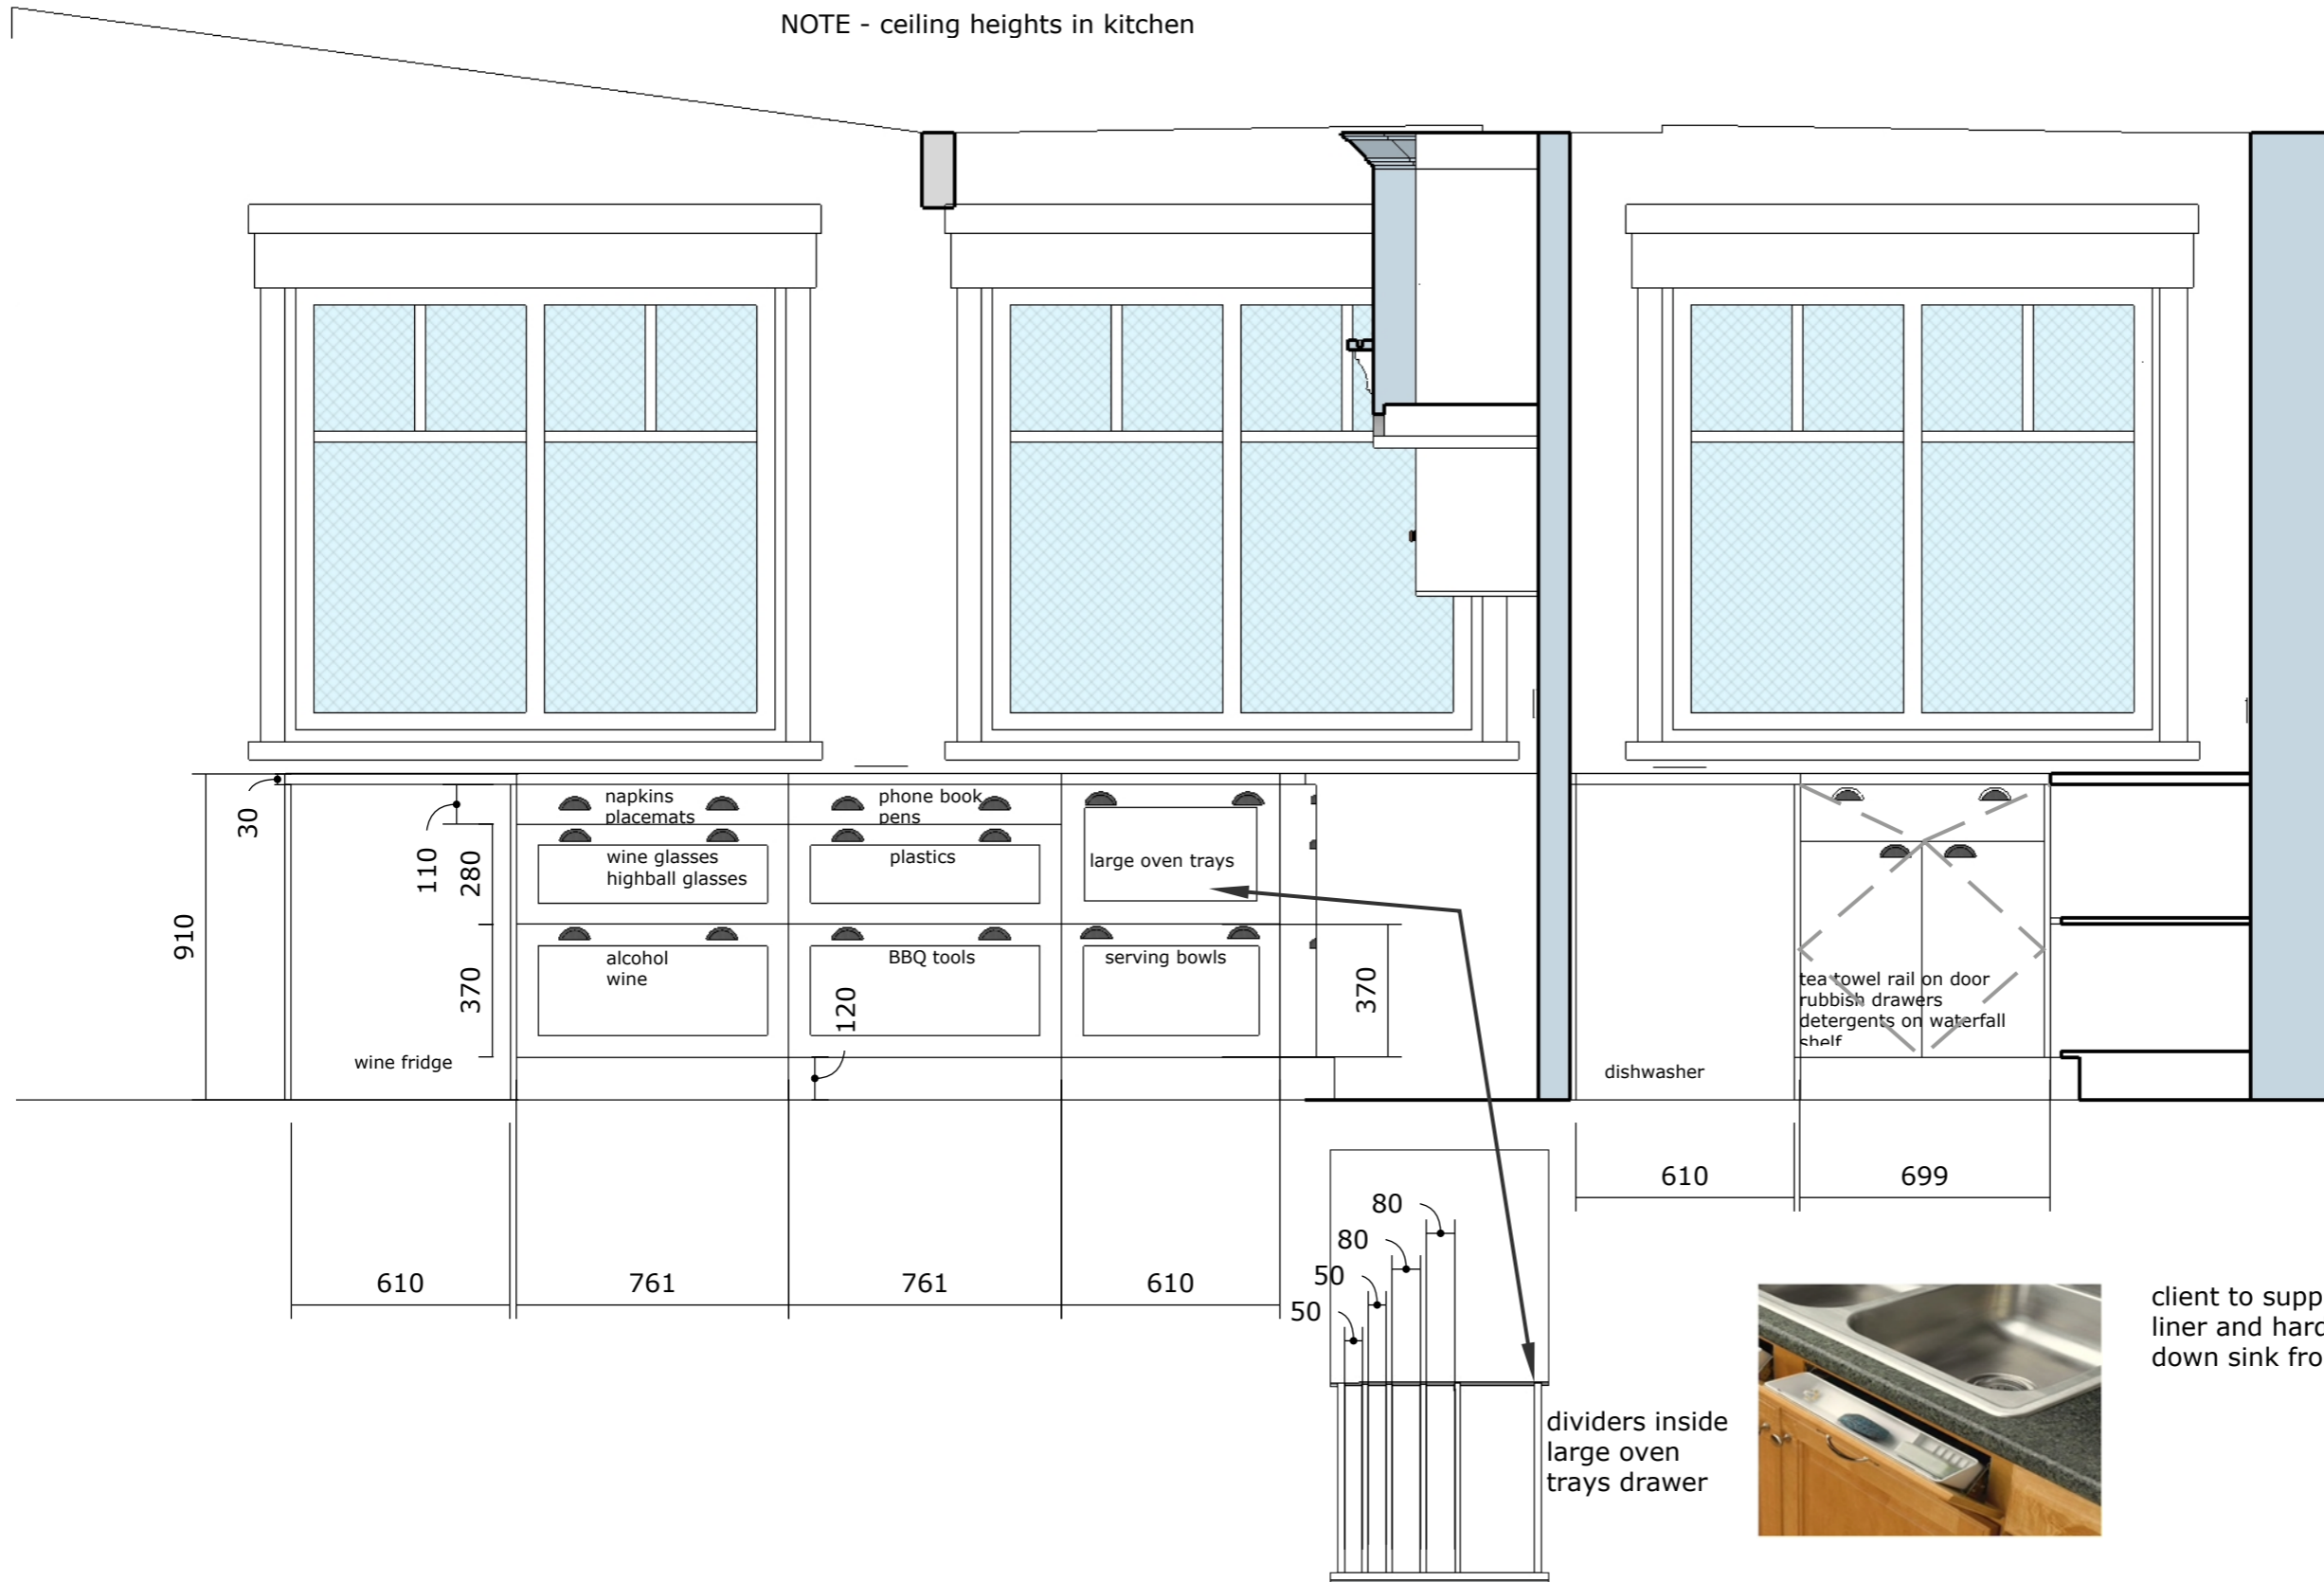 NOTE - ceiling heights in kitchen
napkins
placemats
phone book
pens
wine glasses
highball glasses
plastics
large oven trays
alcohol
wine
BBQ tools
serving bowls
wine fridge
tea towel rail on door
rubbish drawers
detergents on waterfall
shelf
dishwasher
30
110
280
910
370
120
370
610
761
761
610
610
699
80
80
50
50
dividers inside
large oven
trays drawer
client to supp
liner and hard
down sink fro